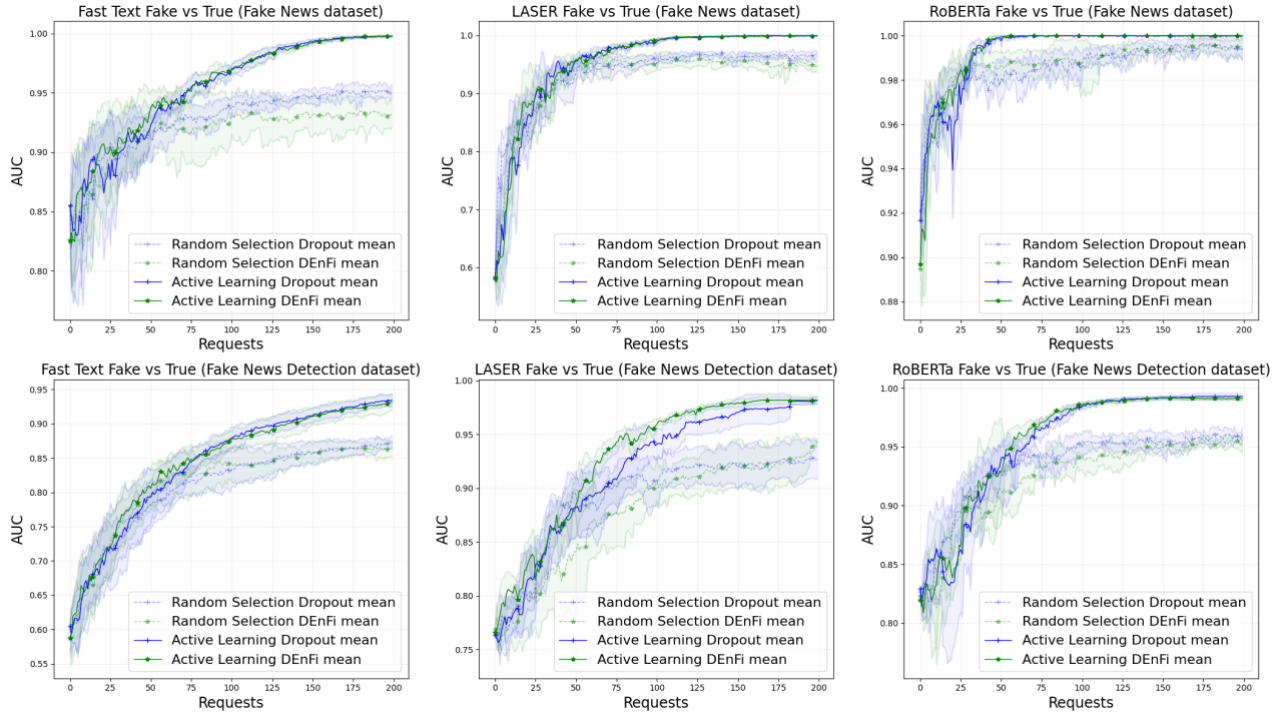 Fast Text Fake vs True (Fake News dataset)
AUC
1.00
0.95
0.90
0.85
0.80
Random Selection Dropout mean
Random Selection DEnFi mean
Active Learning Dropout mean
Active Learning DEnFi mean
0 25 50 75 100 125 150 175 200
Requests
LASER Fake vs True (Fake News dataset)
AUC
1.0
0.9
0.8
0.7
0.6
Random Selection Dropout mean
Random Selection DEnFi mean
Active Learning Dropout mean
Active Learning DEnFi mean
0 25 50 75 100 125 150 175 200
Requests
RoBERTa Fake vs True (Fake News dataset)
AUC
1.00
0.98
0.96
0.94
0.92
0.90
0.88
Random Selection Dropout mean
Random Selection DEnFi mean
Active Learning Dropout mean
Active Learning DEnFi mean
0 25 50 75 100 125 150 175 200
Requests
Fast Text Fake vs True (Fake News Detection dataset)
AUC
0.95
0.90
0.85
0.80
0.75
0.70
0.65
0.60
0.55
Random Selection Dropout mean
Random Selection DEnFi mean
Active Learning Dropout mean
Active Learning DEnFi mean
0 25 50 75 100 125 150 175 200
Requests
LASER Fake vs True (Fake News Detection dataset)
AUC
1.00
0.95
0.90
0.85
0.80
0.75
Random Selection Dropout mean
Random Selection DEnFi mean
Active Learning Dropout mean
Active Learning DEnFi mean
0 25 50 75 100 125 150 175 200
Requests
RoBERTa Fake vs True (Fake News Detection dataset)
AUC
1.00
0.95
0.90
0.85
0.80
Random Selection Dropout mean
Random Selection DEnFi mean
Active Learning Dropout mean
Active Learning DEnFi mean
0 25 50 75 100 125 150 175 200
Requests